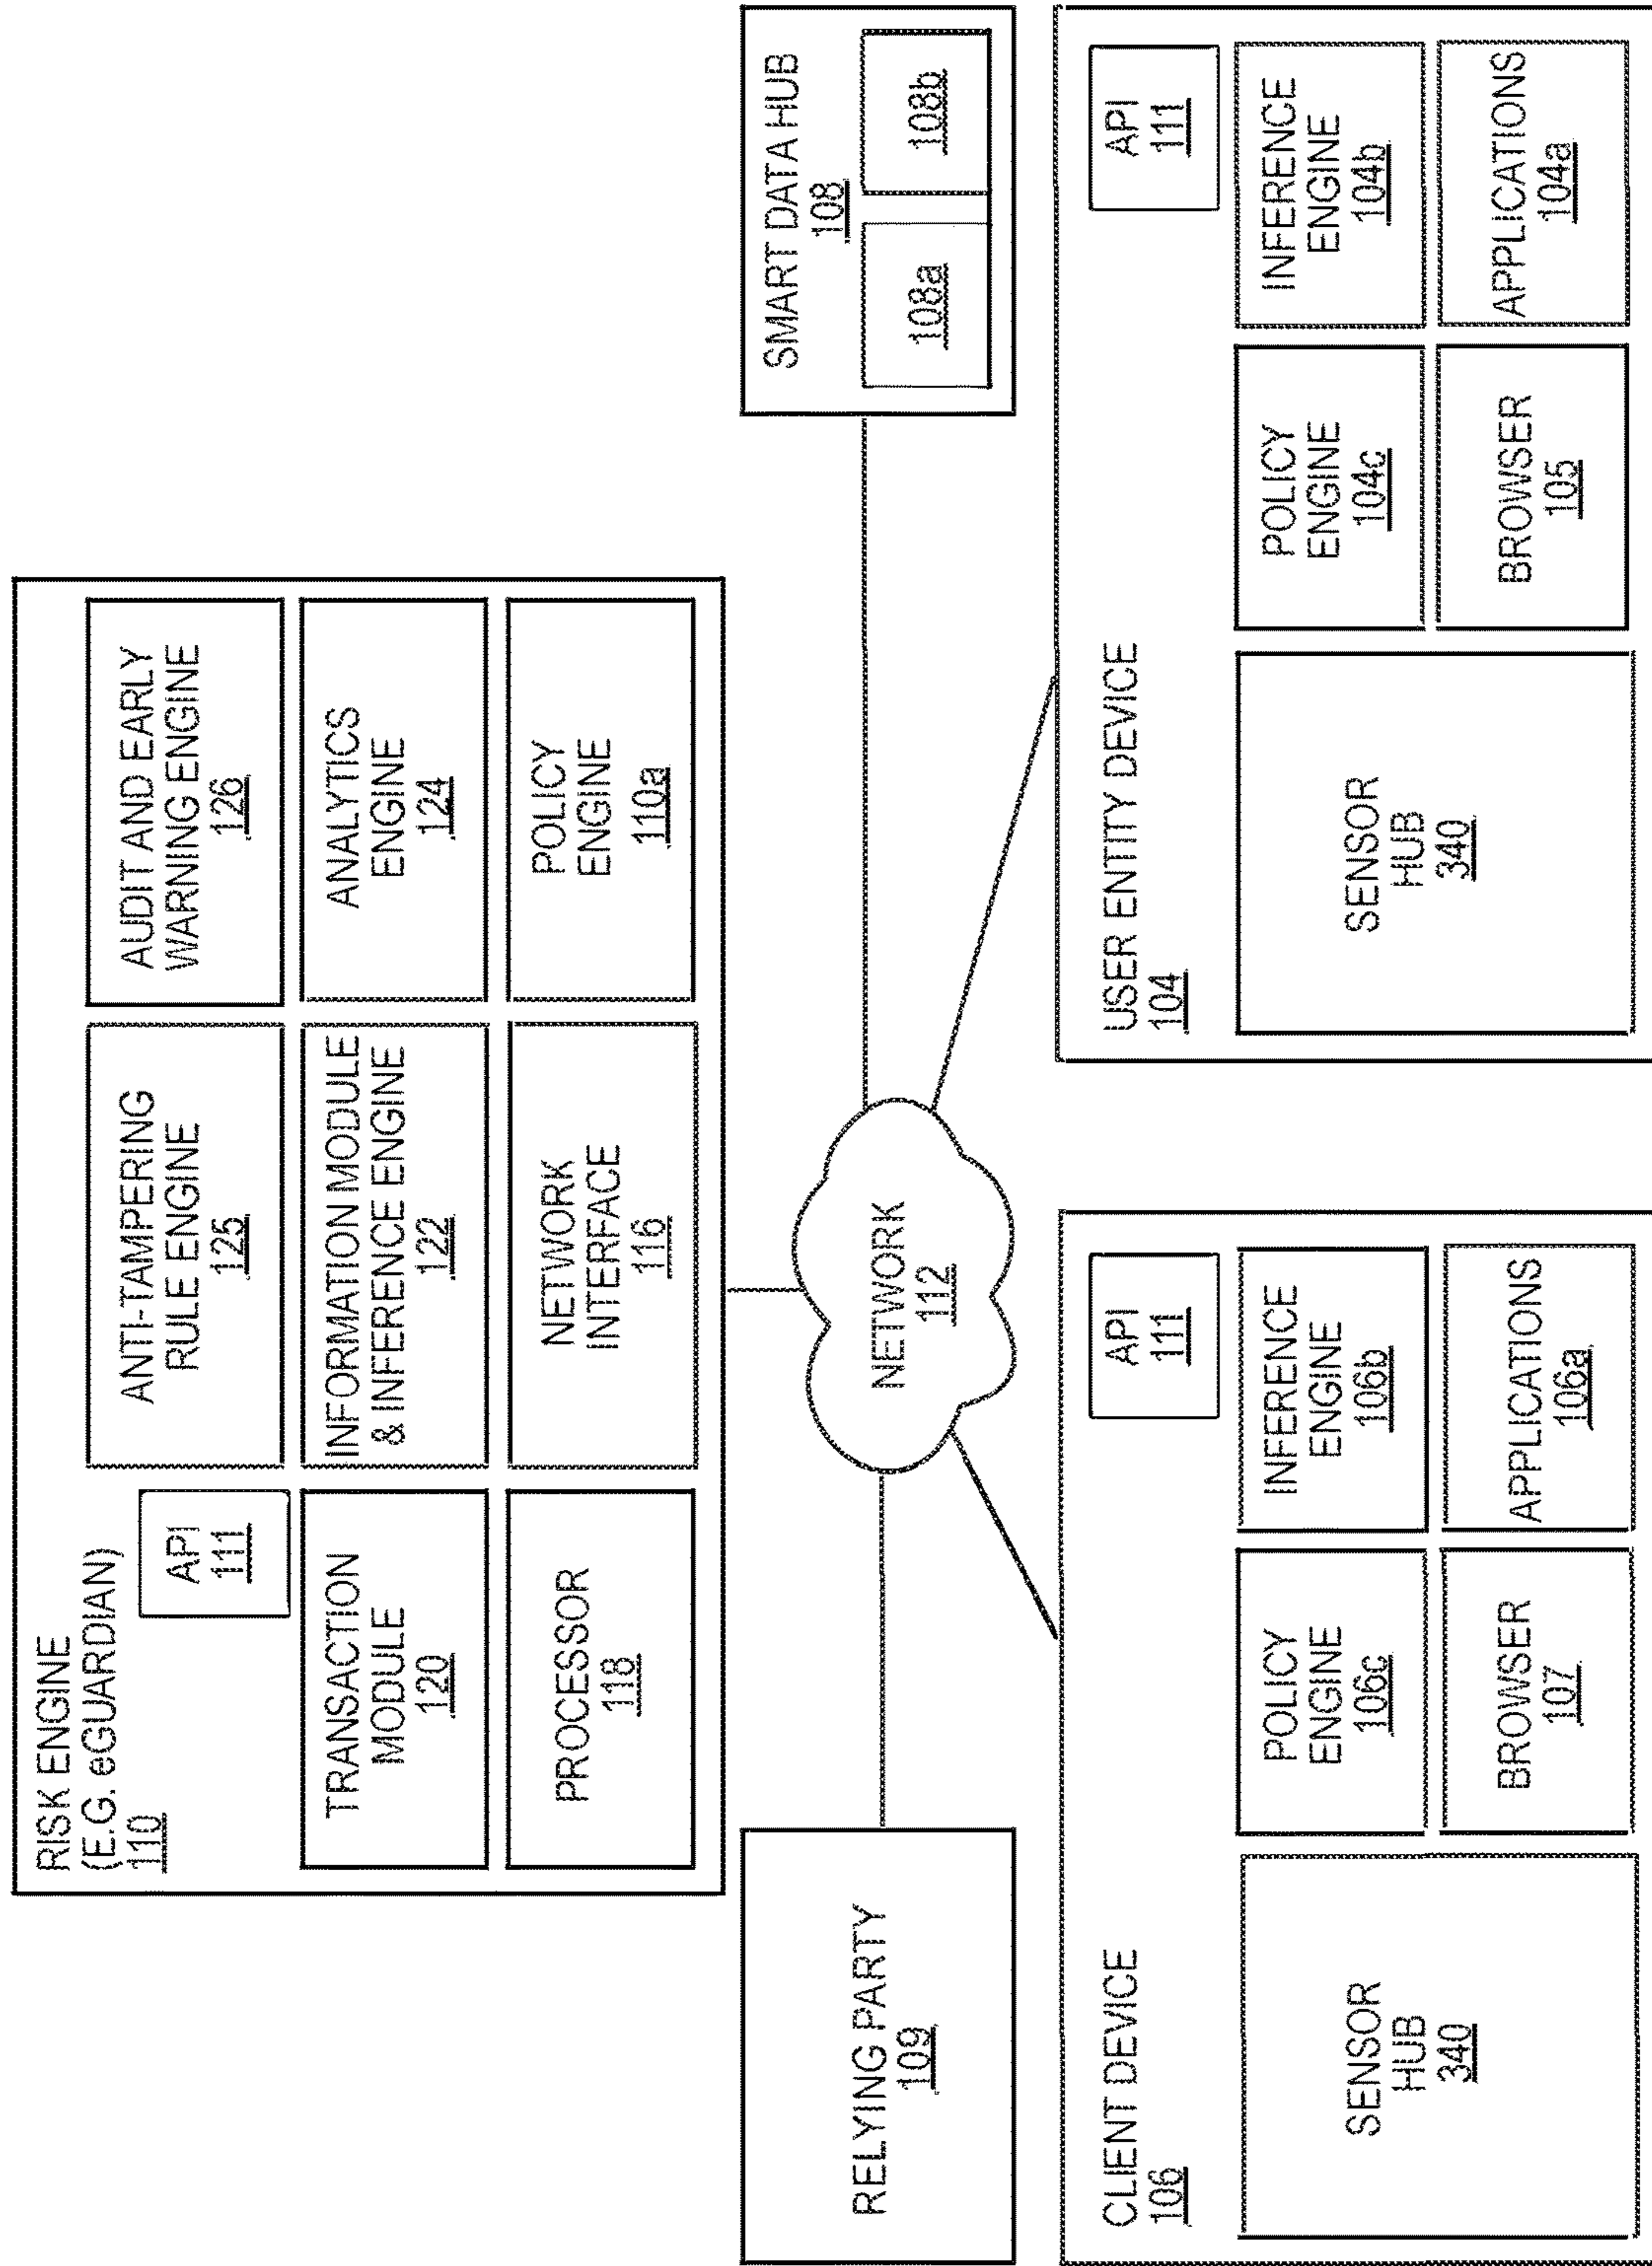 RISK ENGINE
(E.G. eGUARDIAN)
110
API
111
ANTI-TAMPERING
RULE ENGINE
125
AUDIT AND EARLY
WARNING ENGINE
126
TRANSACTION
MODULE
120
INFORMATION MODULE
& INFERENCE ENGINE
122
ANALYTICS
ENGINE
124
PROCESSOR
118
NETWORK
INTERFACE
116
POLICY
ENGINE
110a
RELYING PARTY
109
NETWORK
112
SMART DATA HUB
108
108a
108b
CLIENT DEVICE
106
API
111
SENSOR
HUB
340
POLICY
ENGINE
106c
INFERENCE
ENGINE
106b
BROWSER
107
APPLICATIONS
106a
USER ENTITY DEVICE
104
API
111
SENSOR
HUB
340
POLICY
ENGINE
104c
INFERENCE
ENGINE
104b
BROWSER
105
APPLICATIONS
104a